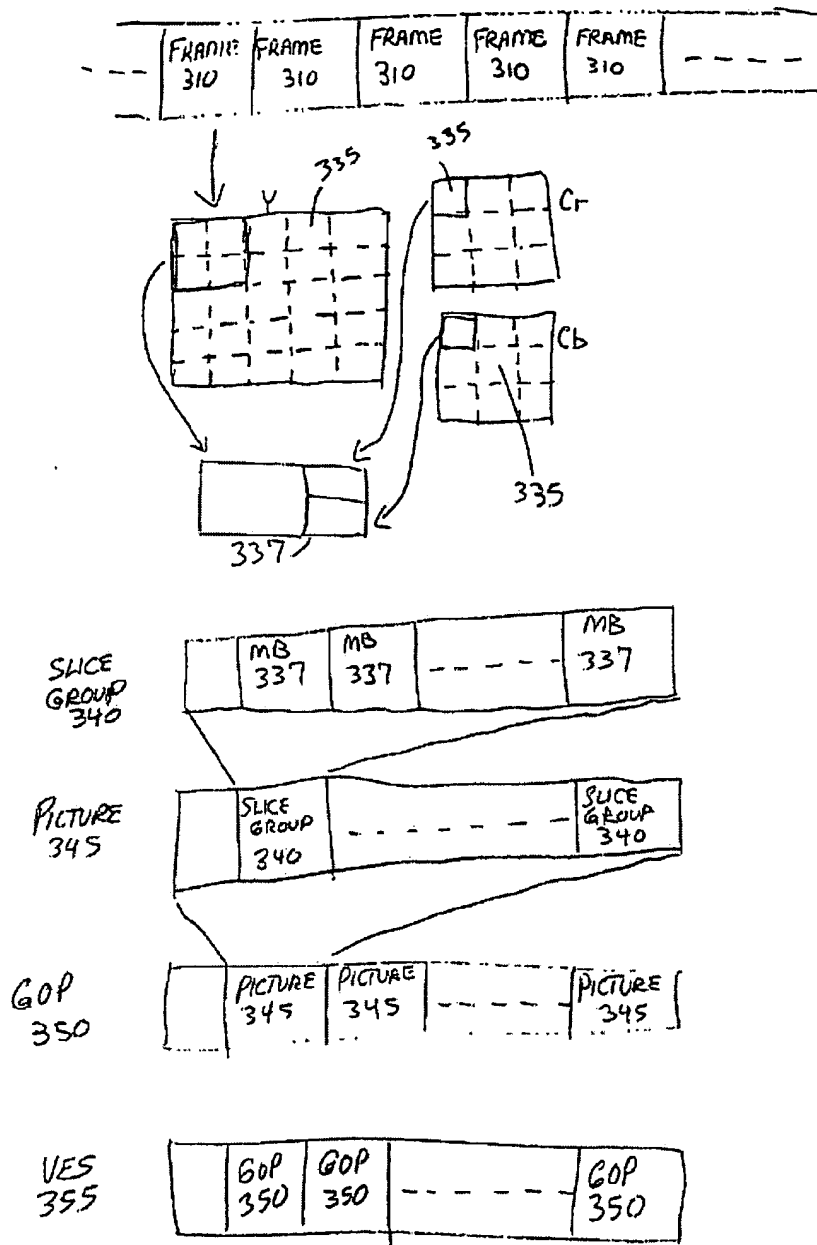 FRAME 310
FRAME 310
FRAME 310
FRAME 310
FRAME 310
Y
335
335
Cr
Cb
335
337
SLICE GROUP 340
MB 337
MB 337
MB 337
PICTURE 345
SLICE GROUP 340
SLICE GROUP 340
GOP 350
PICTURE 345
PICTURE 345
PICTURE 345
VES 355
GOP 350
GOP 350
GOP 350